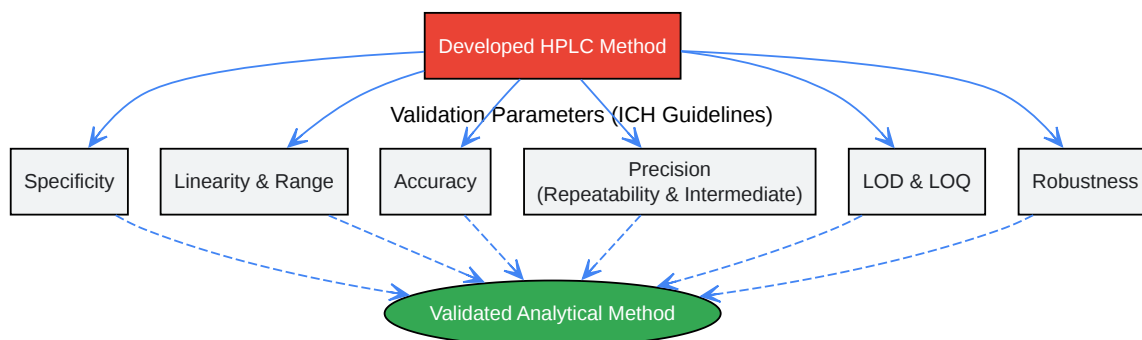 Developed HPLC Method
Validation Parameters (ICH Guidelines)
Specificity
Linearity & Range
Accuracy
Precision
(Repeatability & Intermediate)
LOD & LOQ
Robustness
Validated Analytical Method